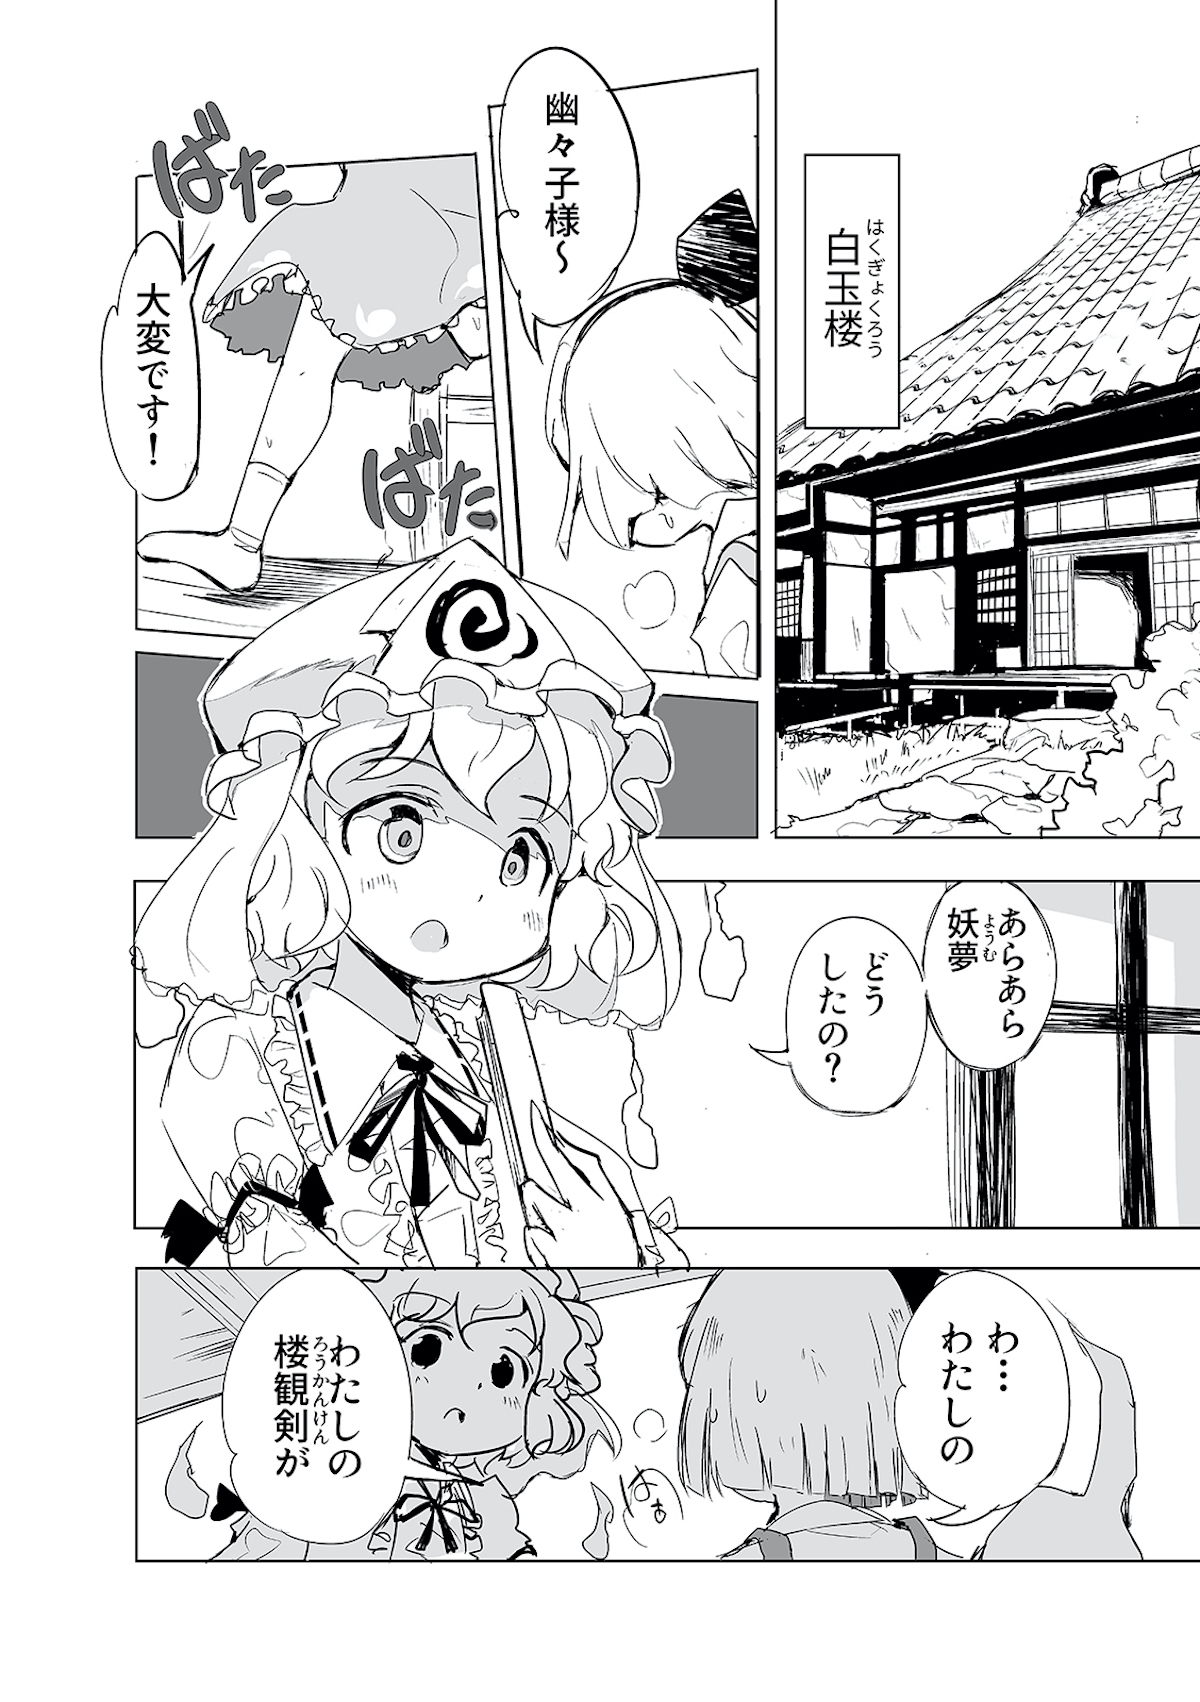 白玉楼
はくぎょくろう
幽々子様～
ばた
大変です！
ばた
あらあら
妖夢
ようむ
どう
したの？
わ…
わたしの
はぁ
わたしの
楼観剣が
ろうかんけん